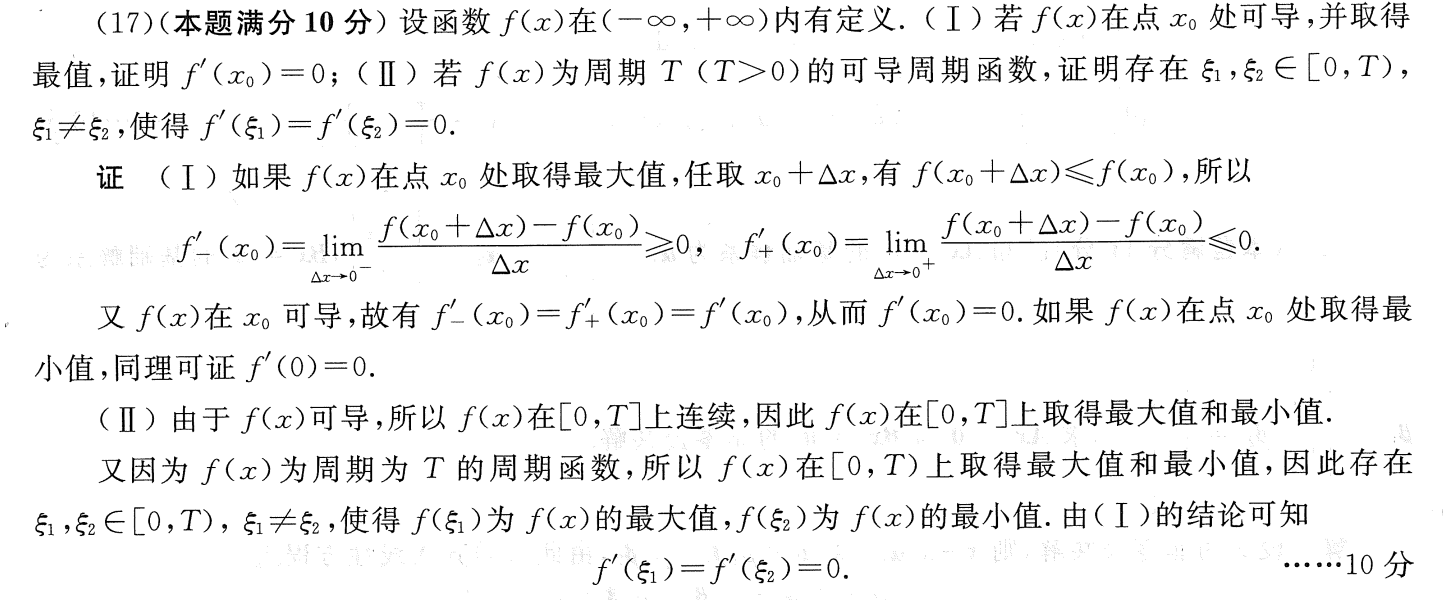 (17)(本题满分 10 分) 设函数 f(x)在(−∞,+∞)内有定义. (Ⅰ) 若 f(x)在点 x₀ 处可导,并取得
最值,证明 f′(x₀)=0; (Ⅱ) 若 f(x)为周期 T (T>0)的可导周期函数,证明存在 ξ₁,ξ₂∈[0,T),
ξ₁≠ξ₂,使得 f′(ξ₁)=f′(ξ₂)=0.
证 (Ⅰ) 如果 f(x)在点 x₀ 处取得最大值,任取 x₀+Δx,有 f(x₀+Δx)≤f(x₀),所以
f′₋(x₀)=lim_{Δx→0⁻} (f(x₀+Δx)−f(x₀))/Δx ≥0, f′₊(x₀)=lim_{Δx→0⁺} (f(x₀+Δx)−f(x₀))/Δx ≤0.
又 f(x)在 x₀ 可导,故有 f′₋(x₀)=f′₊(x₀)=f′(x₀),从而 f′(x₀)=0. 如果 f(x)在点 x₀ 处取得最
小值,同理可证 f′(0)=0.
(Ⅱ) 由于 f(x)可导,所以 f(x)在[0,T]上连续,因此 f(x)在[0,T]上取得最大值和最小值.
又因为 f(x)为周期为 T 的周期函数,所以 f(x)在[0,T)上取得最大值和最小值,因此存在
ξ₁,ξ₂∈[0,T), ξ₁≠ξ₂,使得 f(ξ₁)为 f(x)的最大值,f(ξ₂)为 f(x)的最小值. 由(Ⅰ)的结论可知
f′(ξ₁)=f′(ξ₂)=0. ……10 分